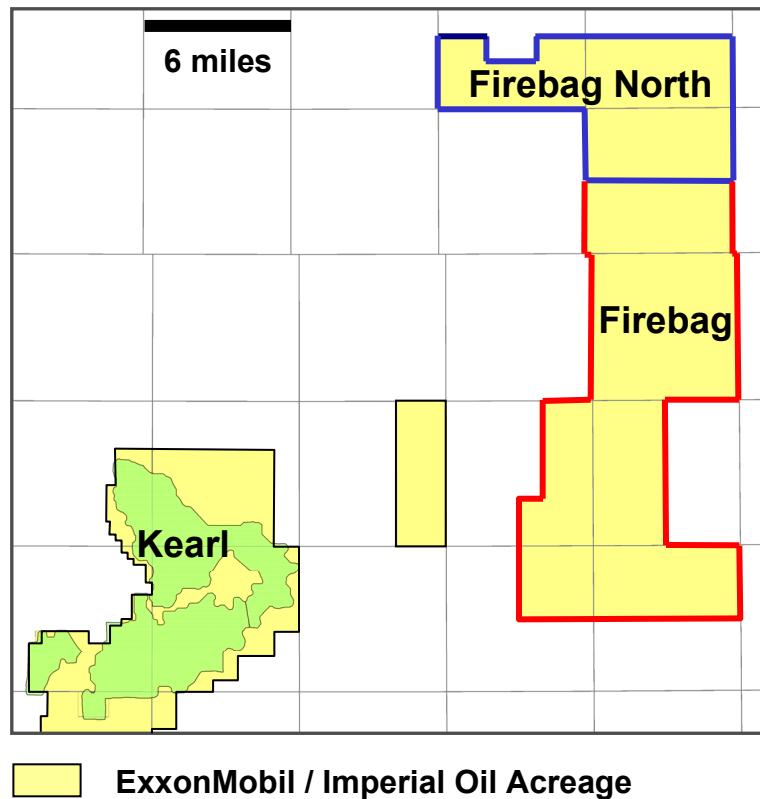 6 miles
Firebag North
Firebag
Kearl
ExxonMobil / Imperial Oil Acreage